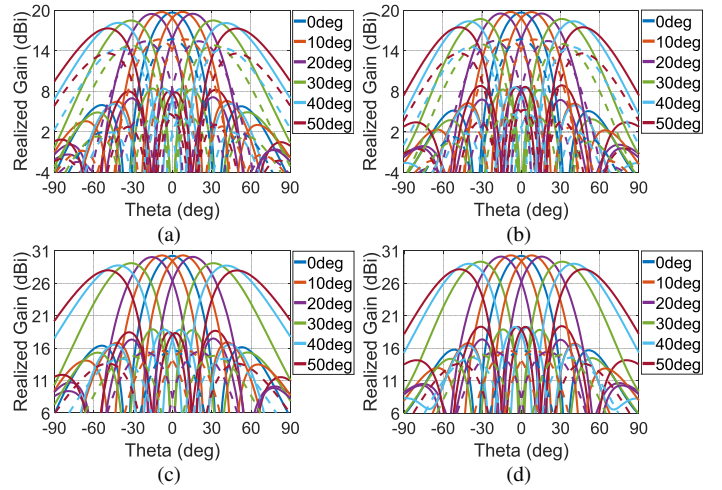 Realized Gain (dBi)
20
14
8
2
-4
-90 -60 -30 0 30 60 90
Theta (deg)
0deg
10deg
20deg
30deg
40deg
50deg
(a)
Realized Gain (dBi)
20
14
8
2
-4
-90 -60 -30 0 30 60 90
Theta (deg)
0deg
10deg
20deg
30deg
40deg
50deg
(b)
Realized Gain (dBi)
31
26
21
16
11
6
-90 -60 -30 0 30 60 90
Theta (deg)
0deg
10deg
20deg
30deg
40deg
50deg
(c)
Realized Gain (dBi)
31
26
21
16
11
6
-90 -60 -30 0 30 60 90
Theta (deg)
0deg
10deg
20deg
30deg
40deg
50deg
(d)